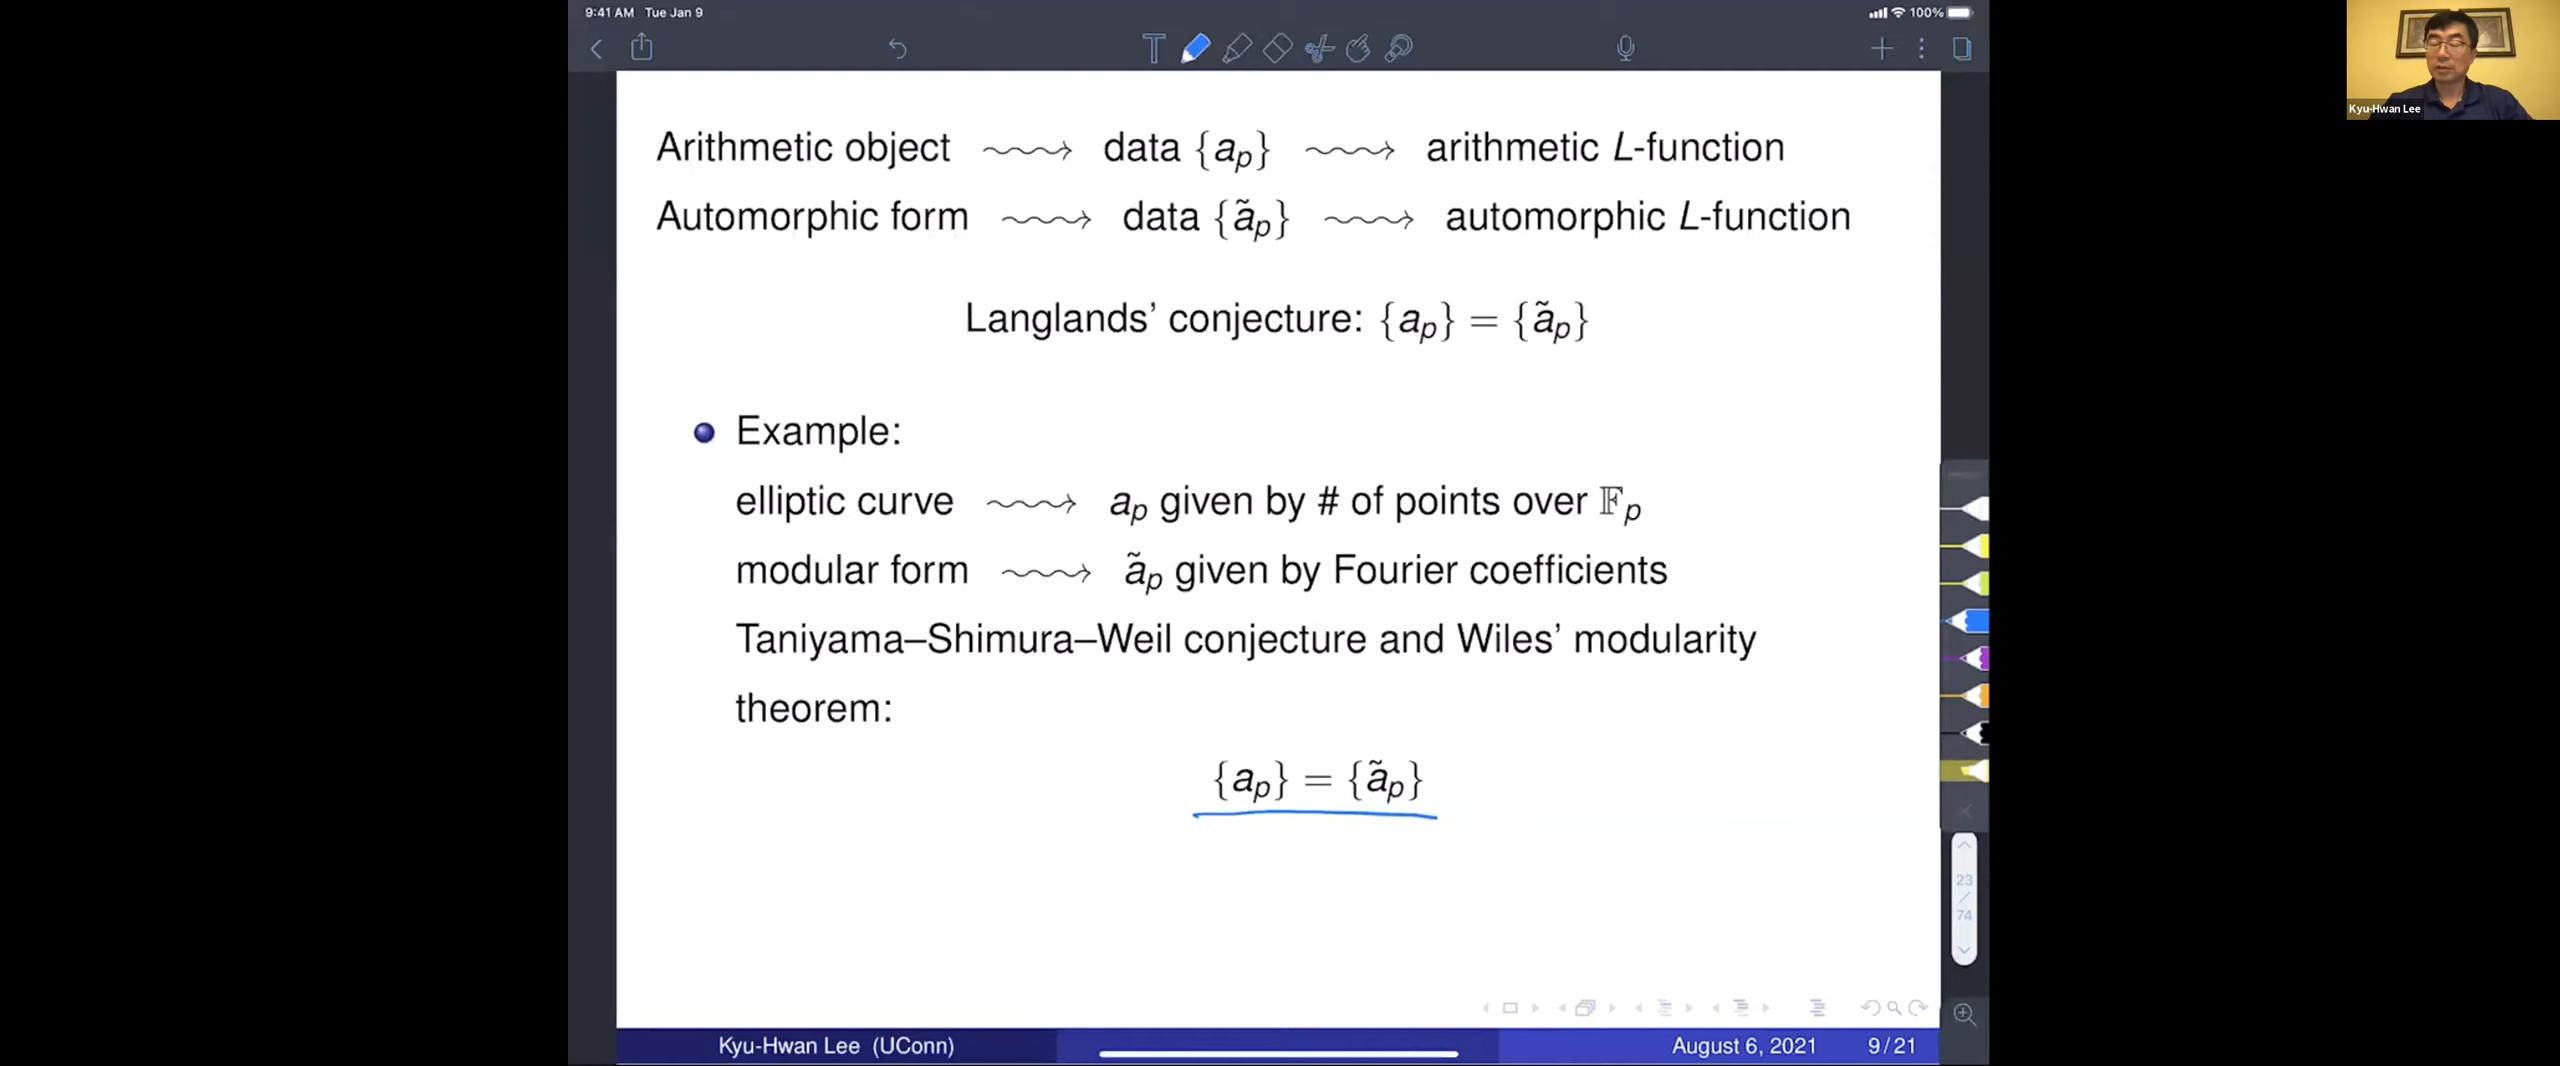 9:41 AM Tue Jan 9
100%
Kyu-Hwan Lee
Arithmetic object ⇝ data {a_p} ⇝ arithmetic L-function
Automorphic form ⇝ data {ã_p} ⇝ automorphic L-function
Langlands' conjecture: {a_p} = {ã_p}
Example:
elliptic curve ⇝ a_p given by # of points over 𝔽_p
modular form ⇝ ã_p given by Fourier coefficients
Taniyama–Shimura–Weil conjecture and Wiles' modularity
theorem:
{a_p} = {ã_p}
23
/
74
Kyu-Hwan Lee (UConn)
August 6, 2021
9/21